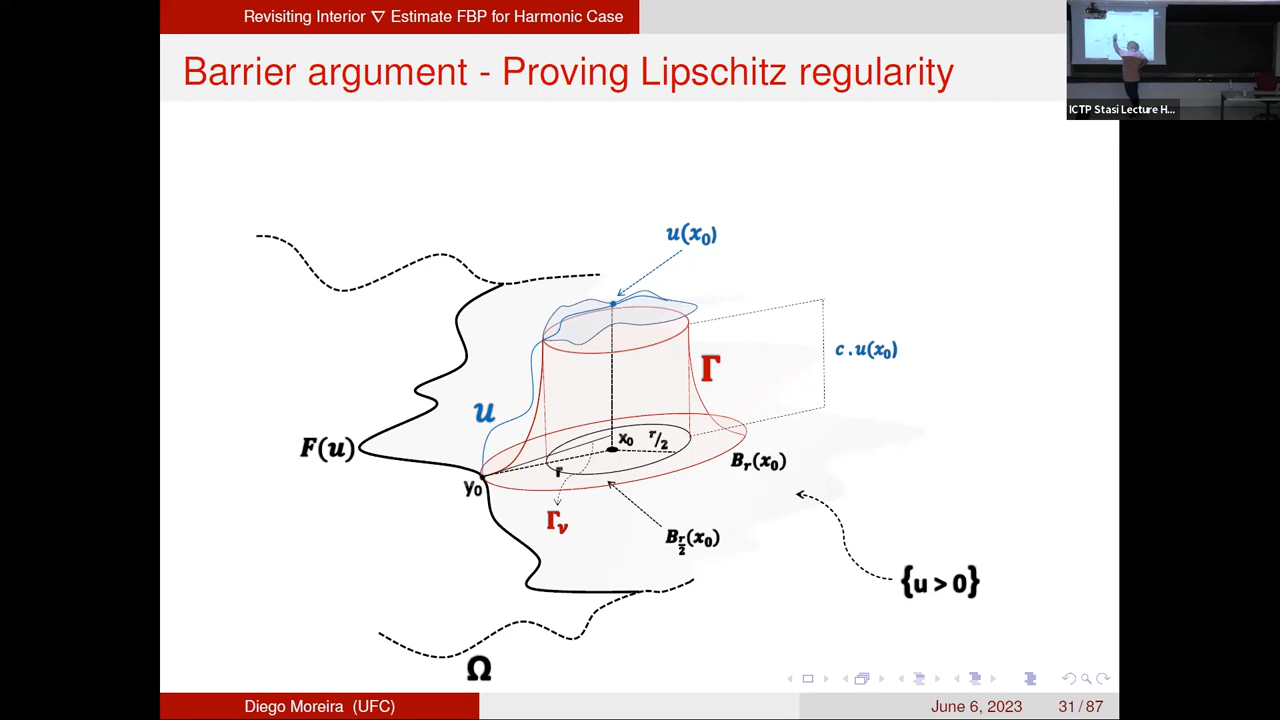 Revisiting Interior ∇ Estimate FBP for Harmonic Case
Barrier argument - Proving Lipschitz regularity
ICTP Stasi Lecture H...
u(x₀)
c . u(x₀)
Γ
u
F(u)
x₀
r/2
r
y₀
B_r(x₀)
Γ_ν
B_{r/2}(x₀)
{u > 0}
Ω
Diego Moreira (UFC)
June 6, 2023
31 / 87